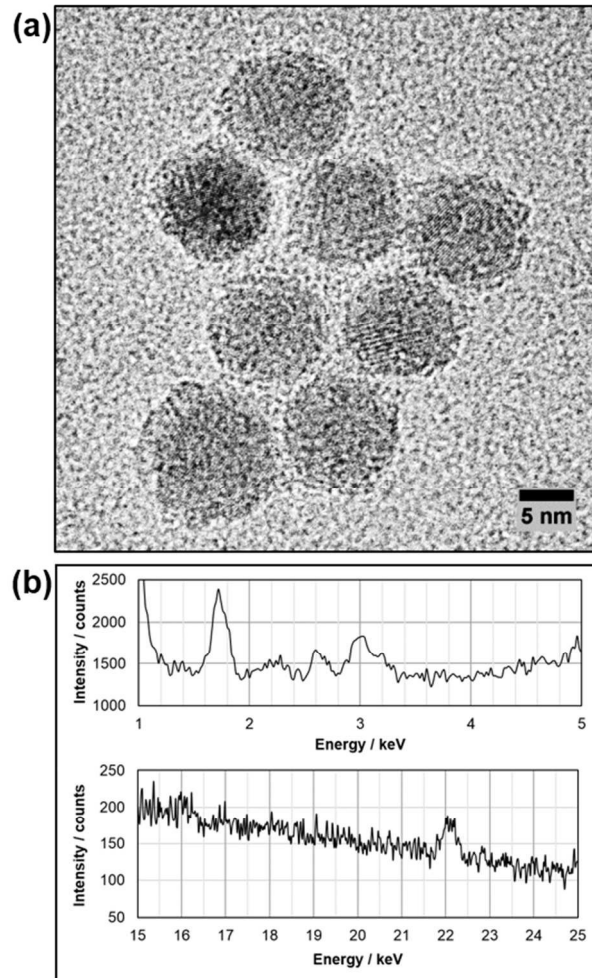 (a)
5 nm
(b)
2500
2000
1500
1000
Intensity / counts
1 2 3 4 5
Energy / keV
250
200
150
100
50
Intensity / counts
15 16 17 18 19 20 21 22 23 24 25
Energy / keV